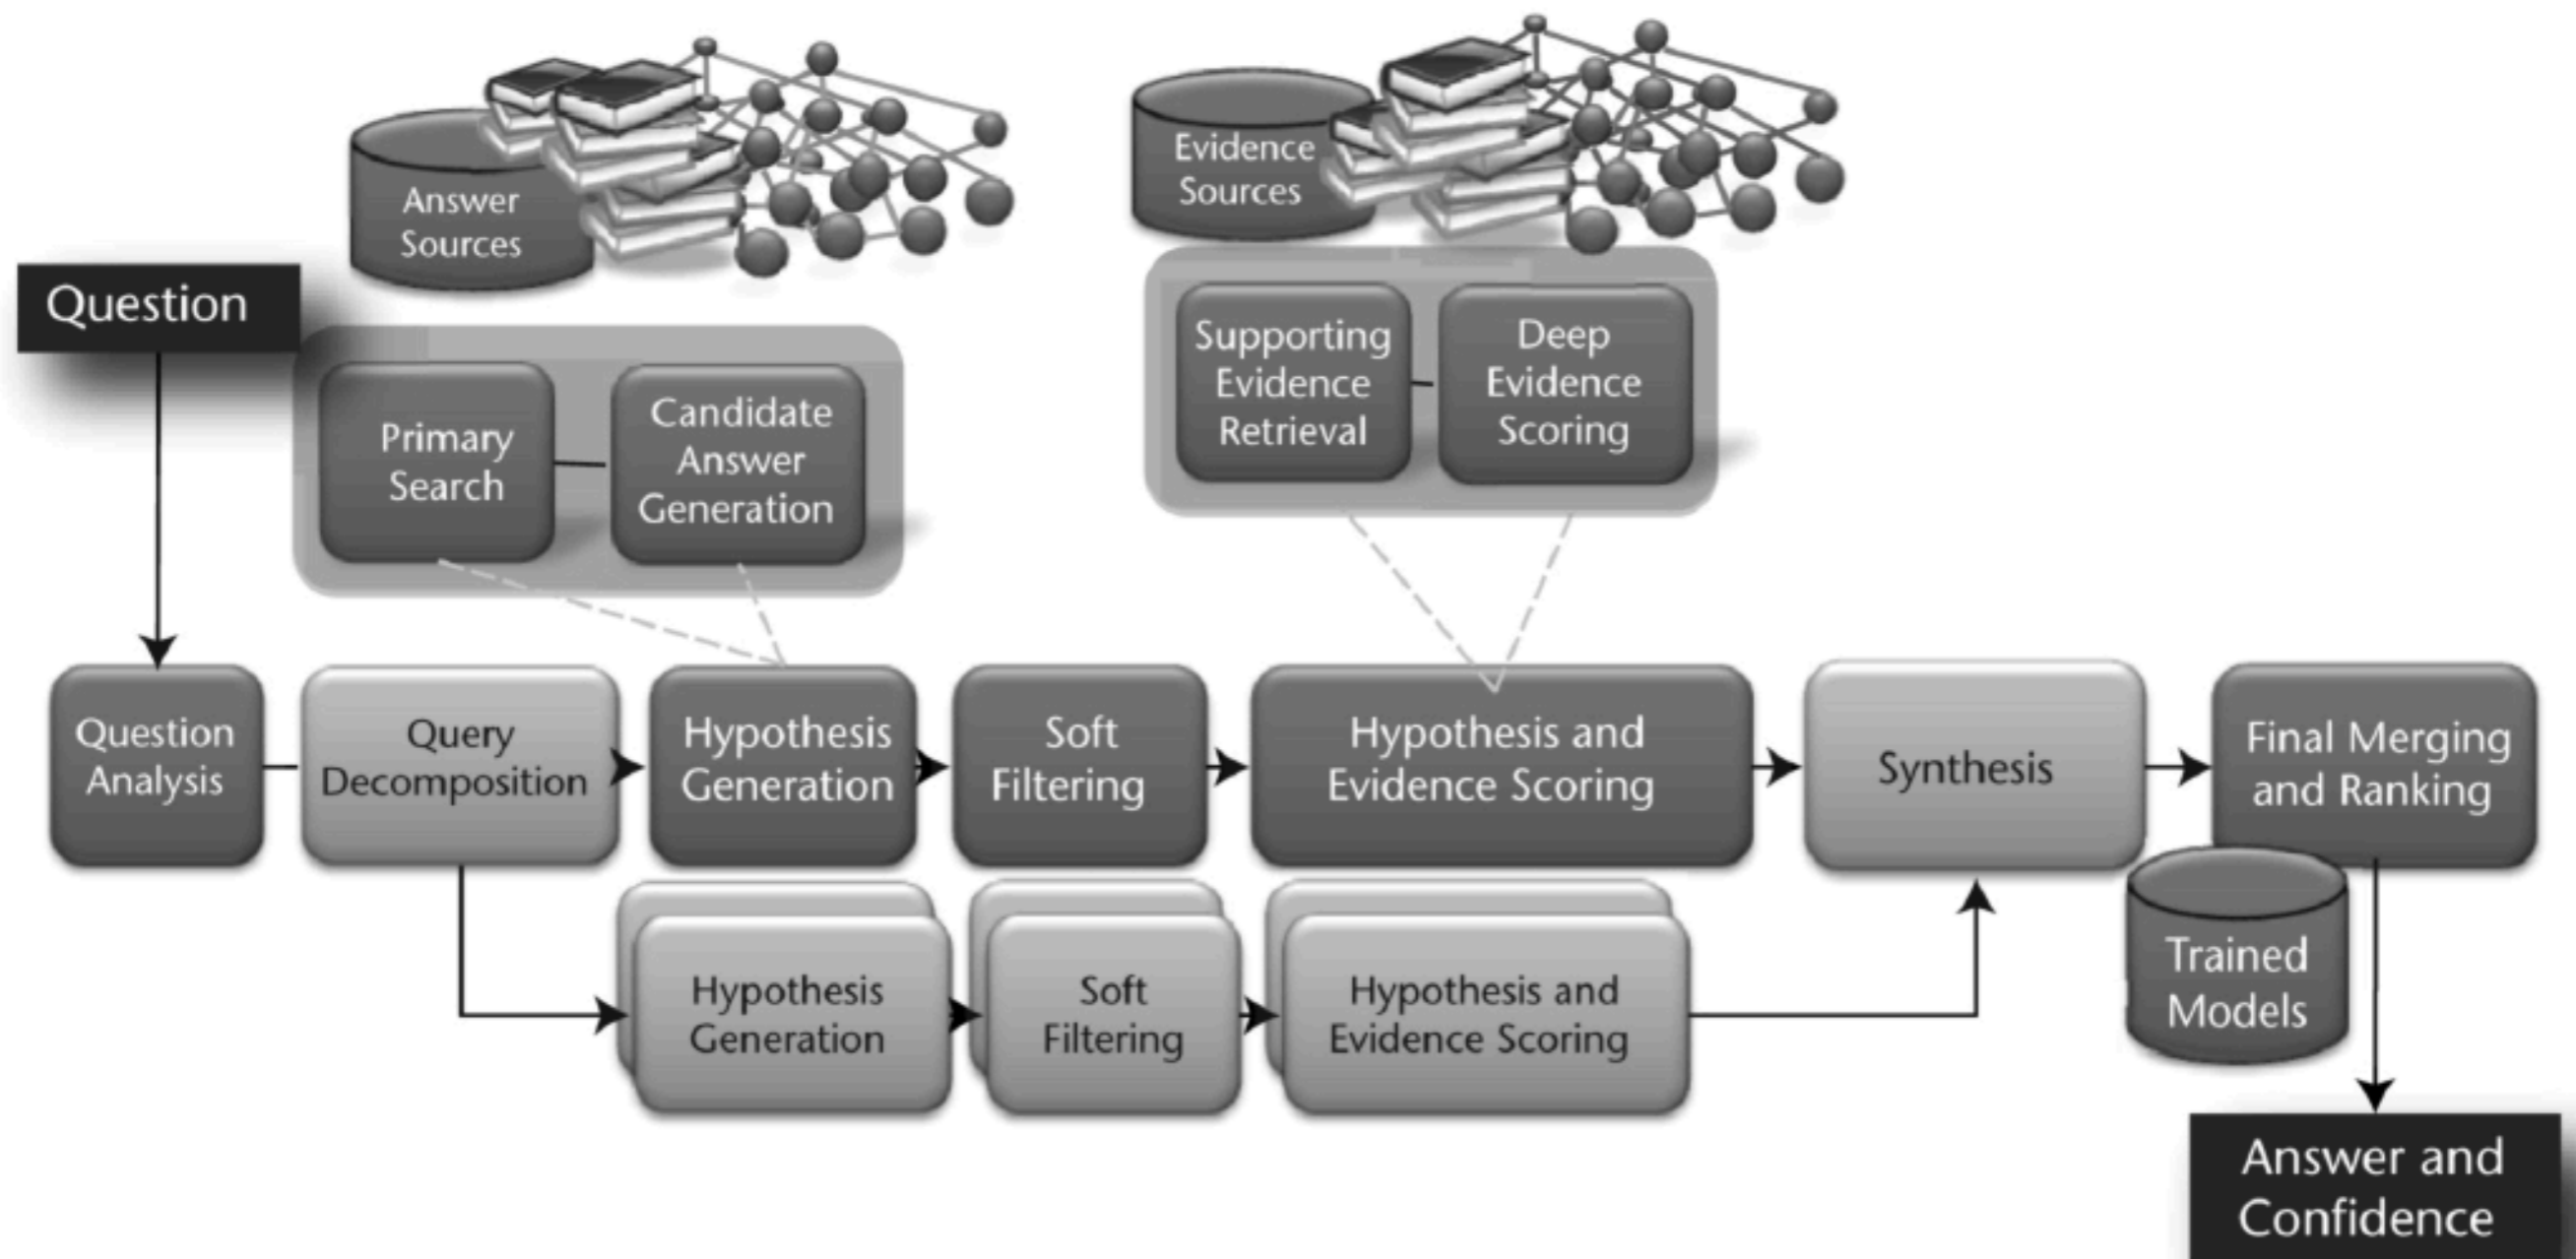 Answer
Sources
Evidence
Sources
Question
Primary
Search
Candidate
Answer
Generation
Supporting
Evidence
Retrieval
Deep
Evidence
Scoring
Question
Analysis
Query
Decomposition
Hypothesis
Generation
Soft
Filtering
Hypothesis and
Evidence Scoring
Synthesis
Final Merging
and Ranking
Hypothesis
Generation
Soft
Filtering
Hypothesis and
Evidence Scoring
Trained
Models
Answer and
Confidence